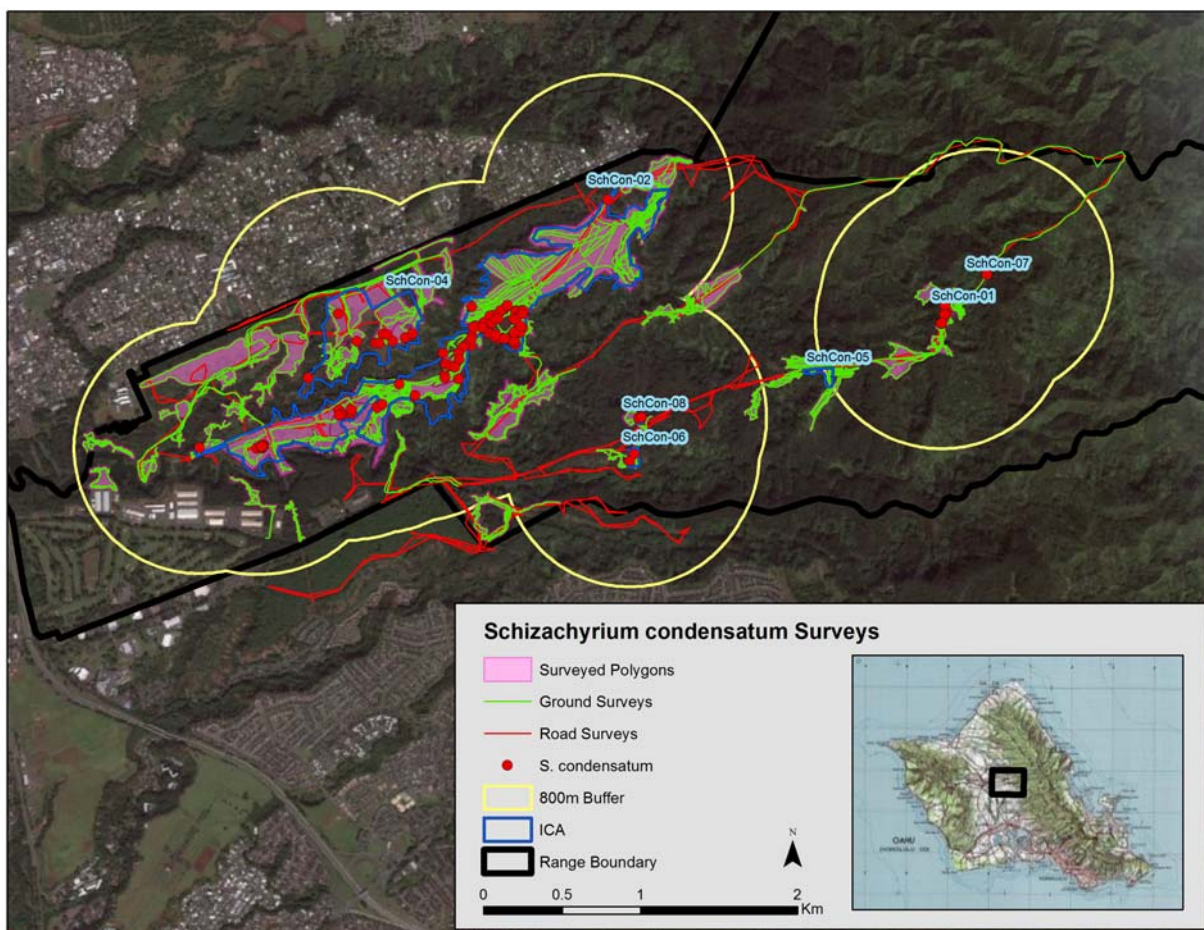 SchCon-02
SchCon-07
SchCon-04
SchCon-01
SchCon-05
SchCon-08
SchCon-06
Schizachyrium condensatum Surveys
Surveyed Polygons
Ground Surveys
Road Surveys
S. condensatum
800m Buffer
ICA
Range Boundary
N
0 0.5 1 2
Km
OAHU